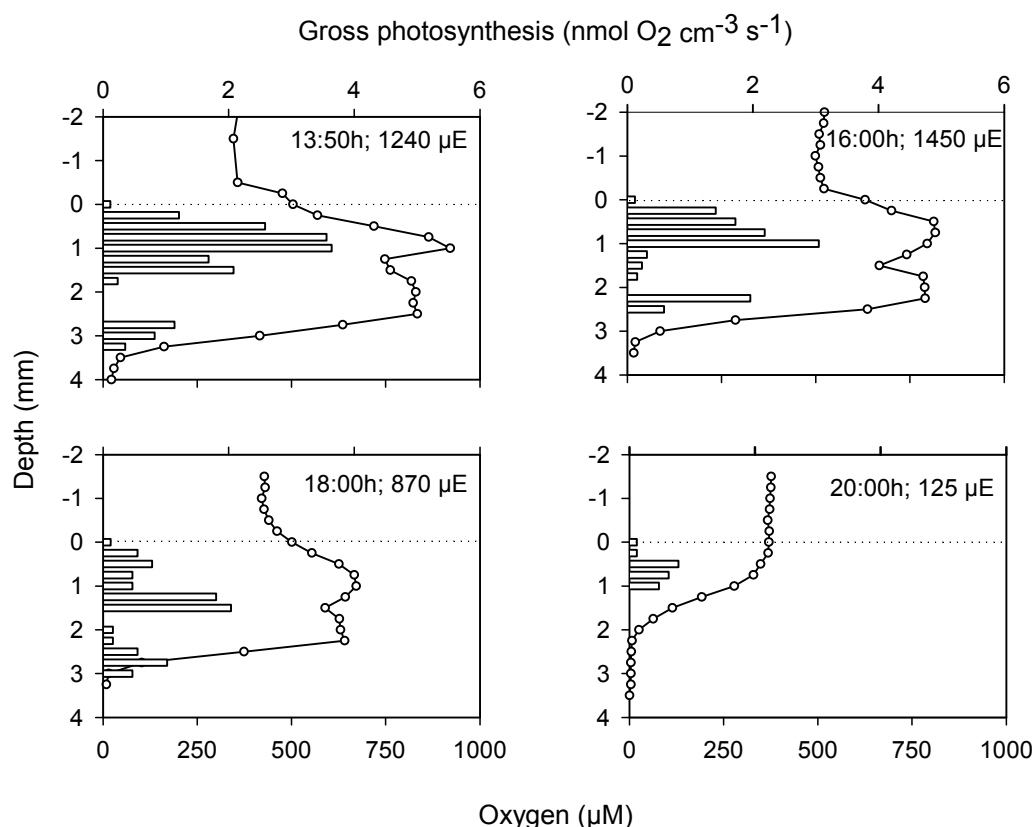 Gross photosynthesis (nmol O2 cm-3 s-1)
0 2 4 6
0 2 4 6
-2
-1
0
1
2
3
4
13:50h; 1240 µE
-2
-1
0
1
2
3
4
16:00h; 1450 µE
Depth (mm)
-2
-1
0
1
2
3
4
18:00h; 870 µE
-2
-1
0
1
2
3
4
20:00h; 125 µE
0 250 500 750 1000
0 250 500 750 1000
Oxygen (µM)